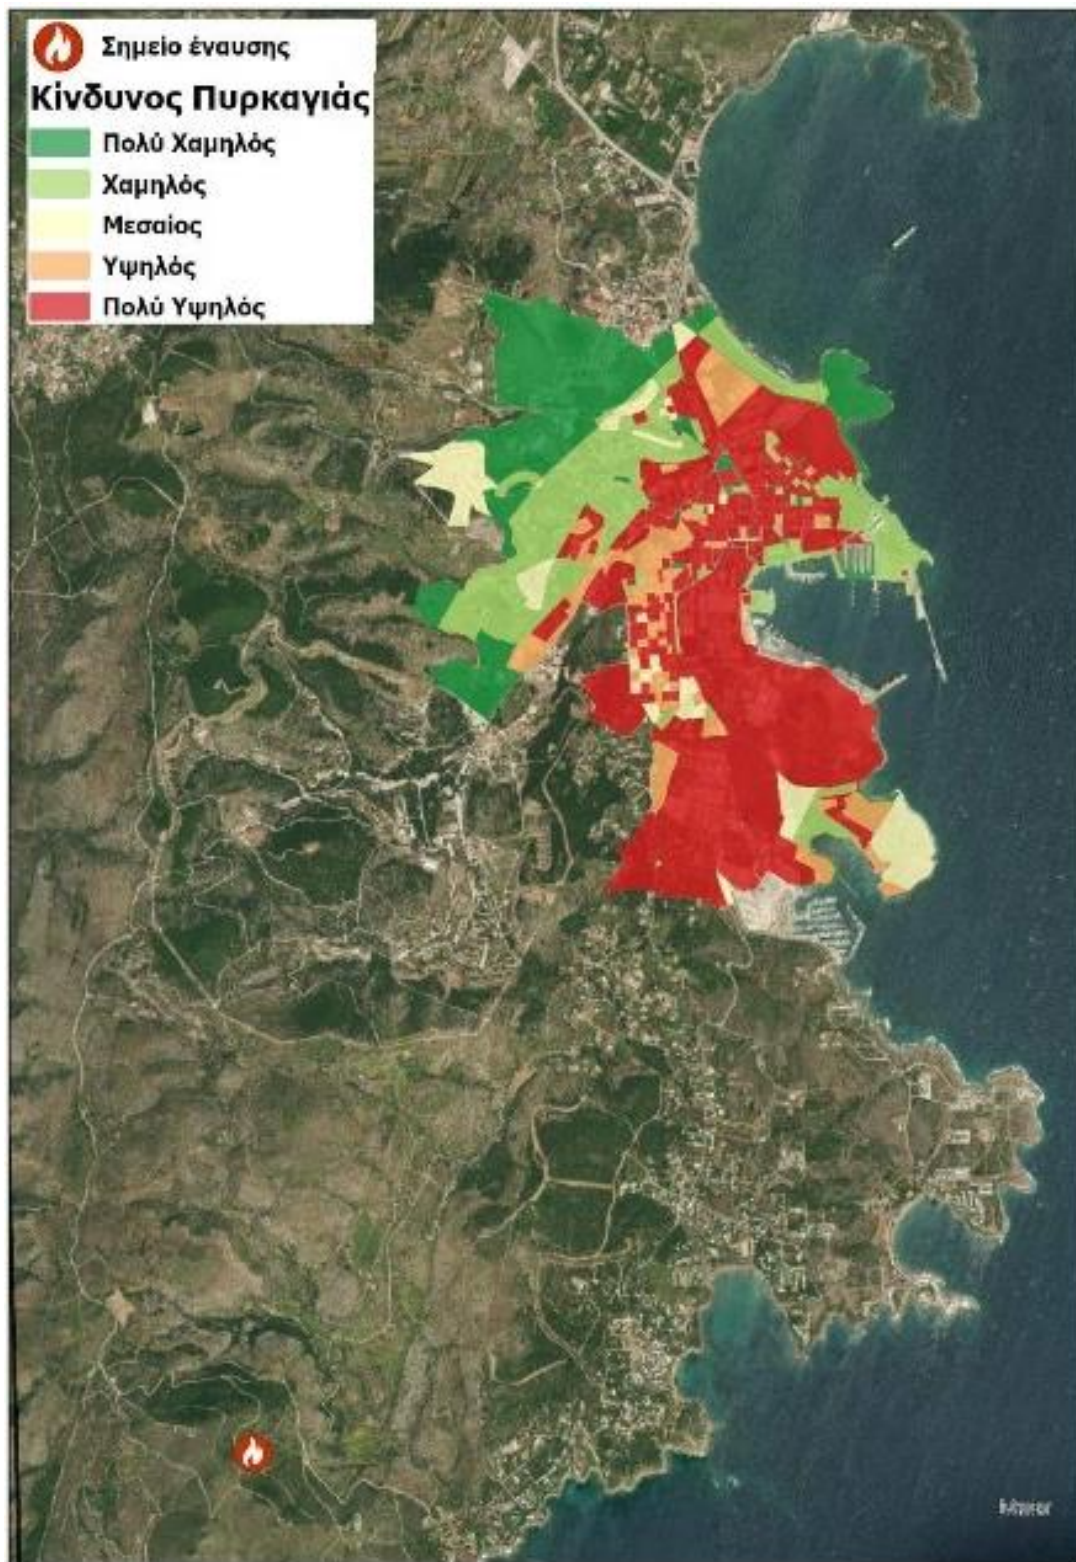 Σημείο έναυσης
Κίνδυνος Πυρκαγιάς
Πολύ Χαμηλός
Χαμηλός
Μεσαίος
Υψηλός
Πολύ Υψηλός